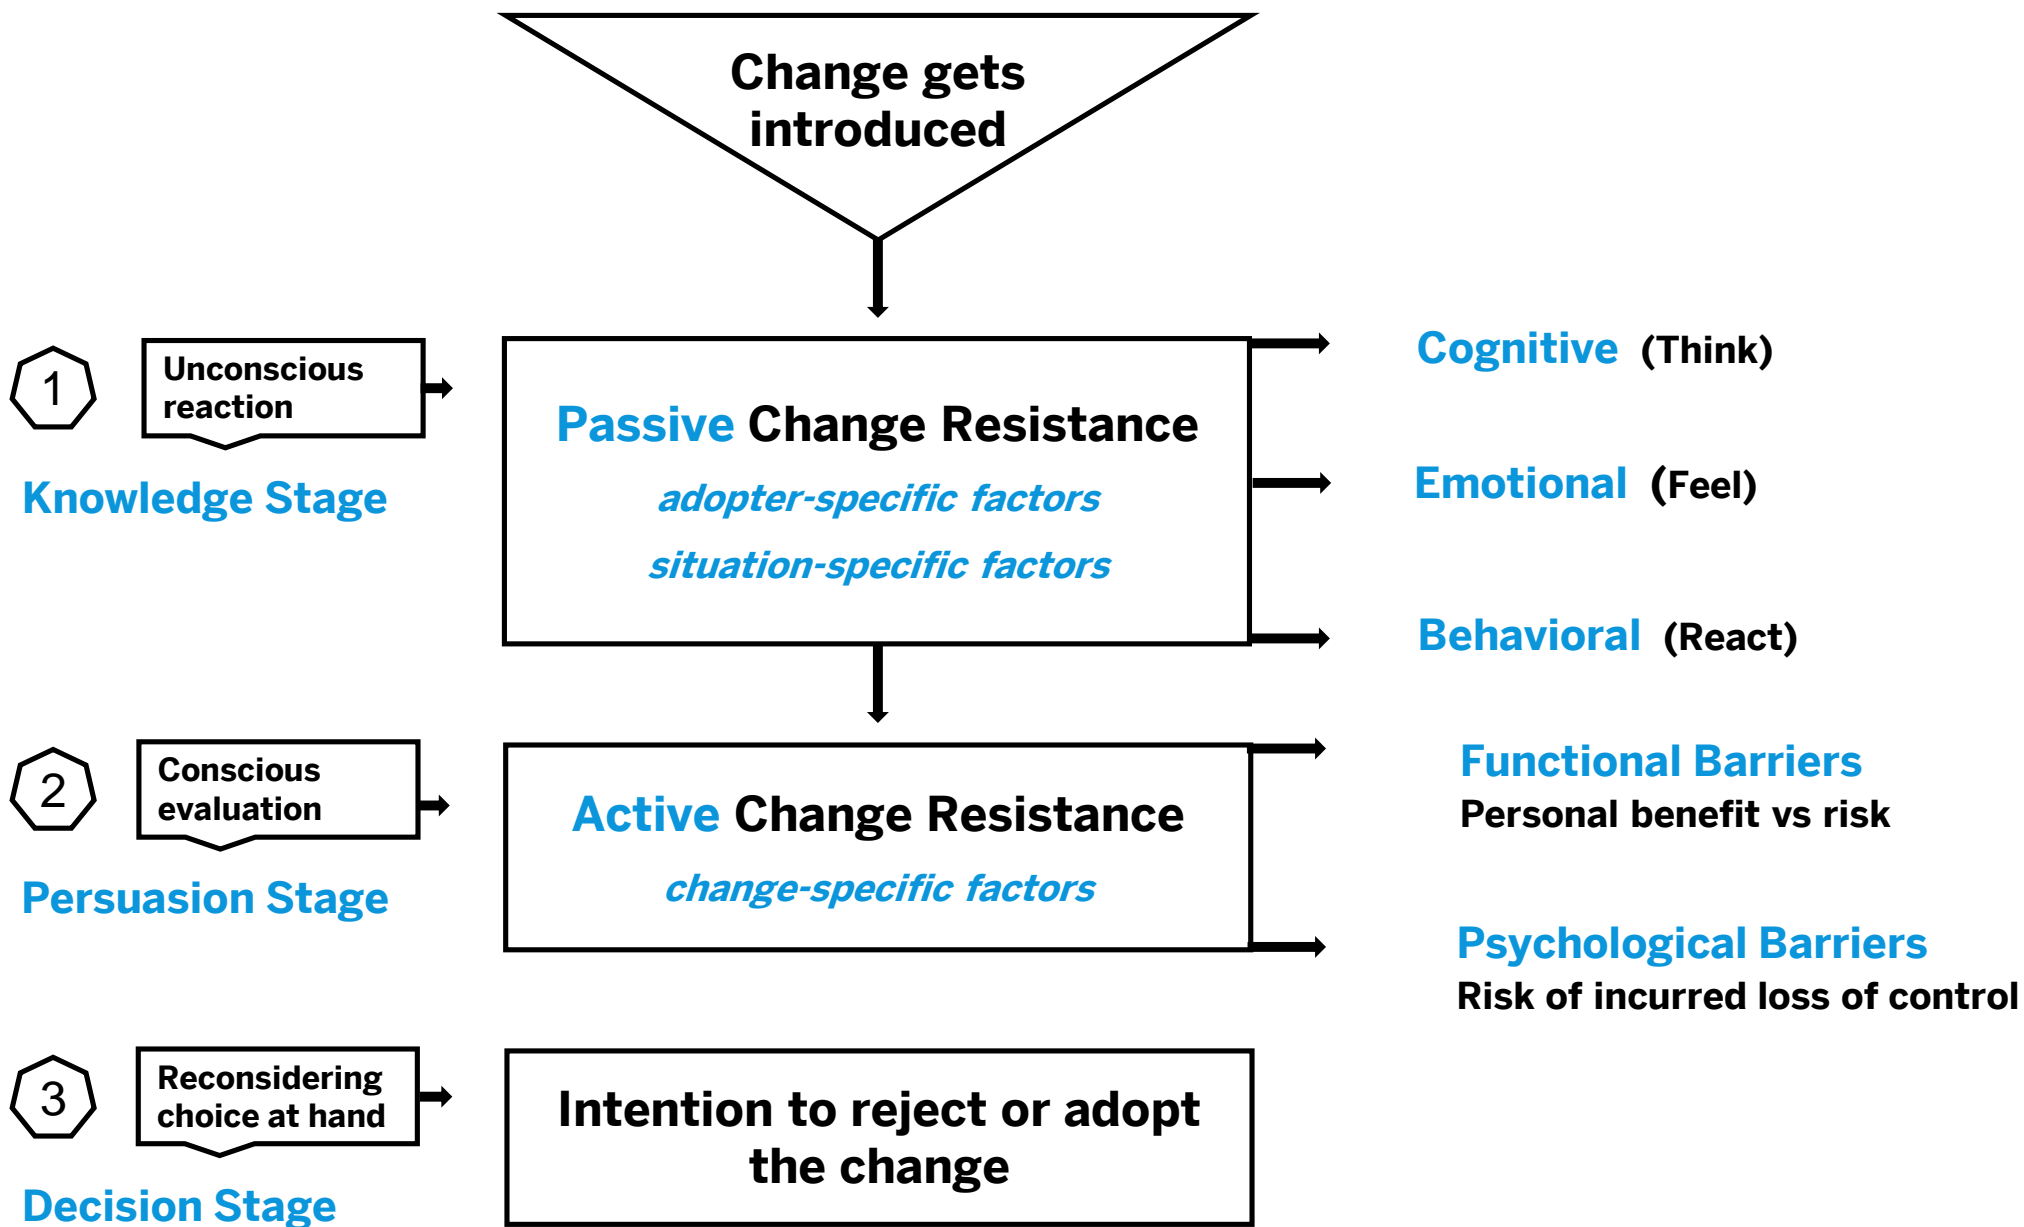 Change gets
introduced
1
Unconscious
reaction
Knowledge Stage
Passive Change Resistance
adopter-specific factors
situation-specific factors
Cognitive (Think)
Emotional (Feel)
Behavioral (React)
2
Conscious
evaluation
Persuasion Stage
Active Change Resistance
change-specific factors
Functional Barriers
Personal benefit vs risk
Psychological Barriers
Risk of incurred loss of control
3
Reconsidering
choice at hand
Decision Stage
Intention to reject or adopt
the change